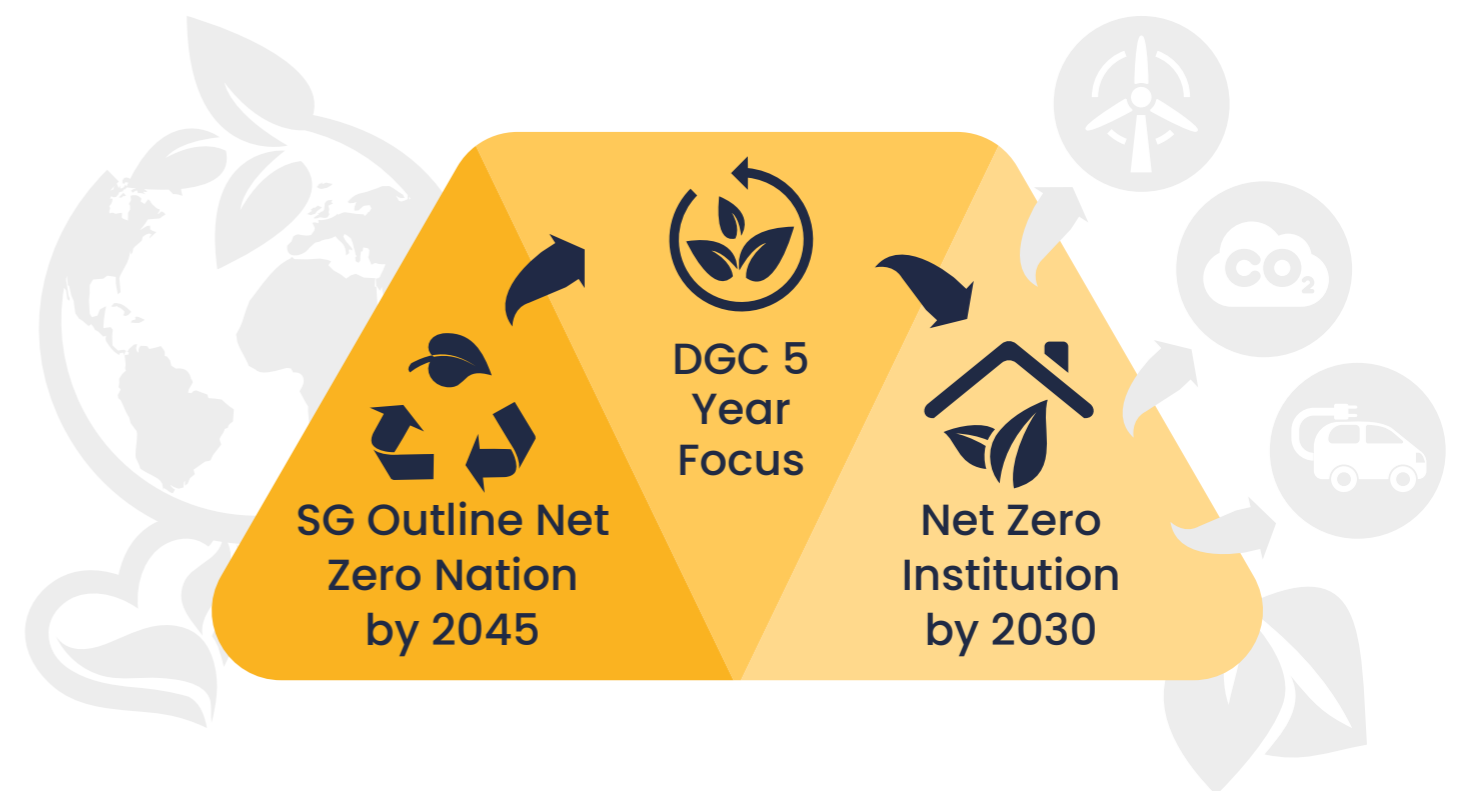 SG Outline Net
Zero Nation
by 2045
DGC 5
Year
Focus
Net Zero
Institution
by 2030
CO₂